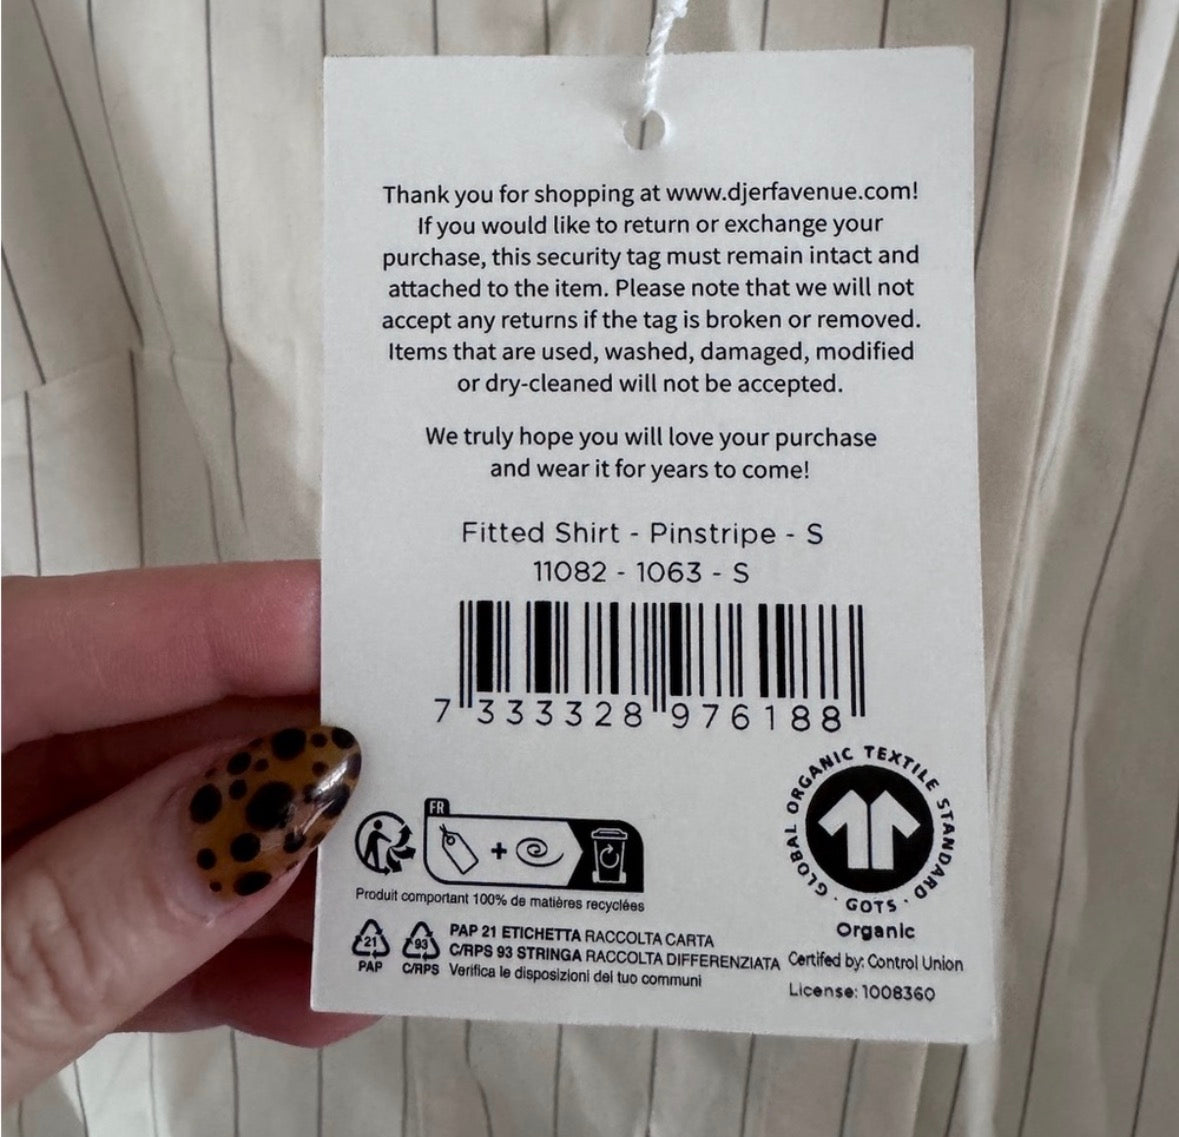 Thank you for shopping at www.djerfavenue.com!
If you would like to return or exchange your
purchase, this security tag must remain intact and
attached to the item. Please note that we will not
accept any returns if the tag is broken or removed.
Items that are used, washed, damaged, modified
or dry-cleaned will not be accepted.
We truly hope you will love your purchase
and wear it for years to come!
Fitted Shirt - Pinstripe - S
11082 - 1063 - S
7 333328 976188
FR
Produit comportant 100% de matières recyclées
21
PAP
93
C/RPS
PAP 21 ETICHETTA RACCOLTA CARTA
C/RPS 93 STRINGA RACCOLTA DIFFERENZIATA
Verifica le disposizioni del tuo communi
GLOBAL ORGANIC TEXTILE STANDARD
· GOTS ·
Organic
Certifed by: Control Union
License: 1008360